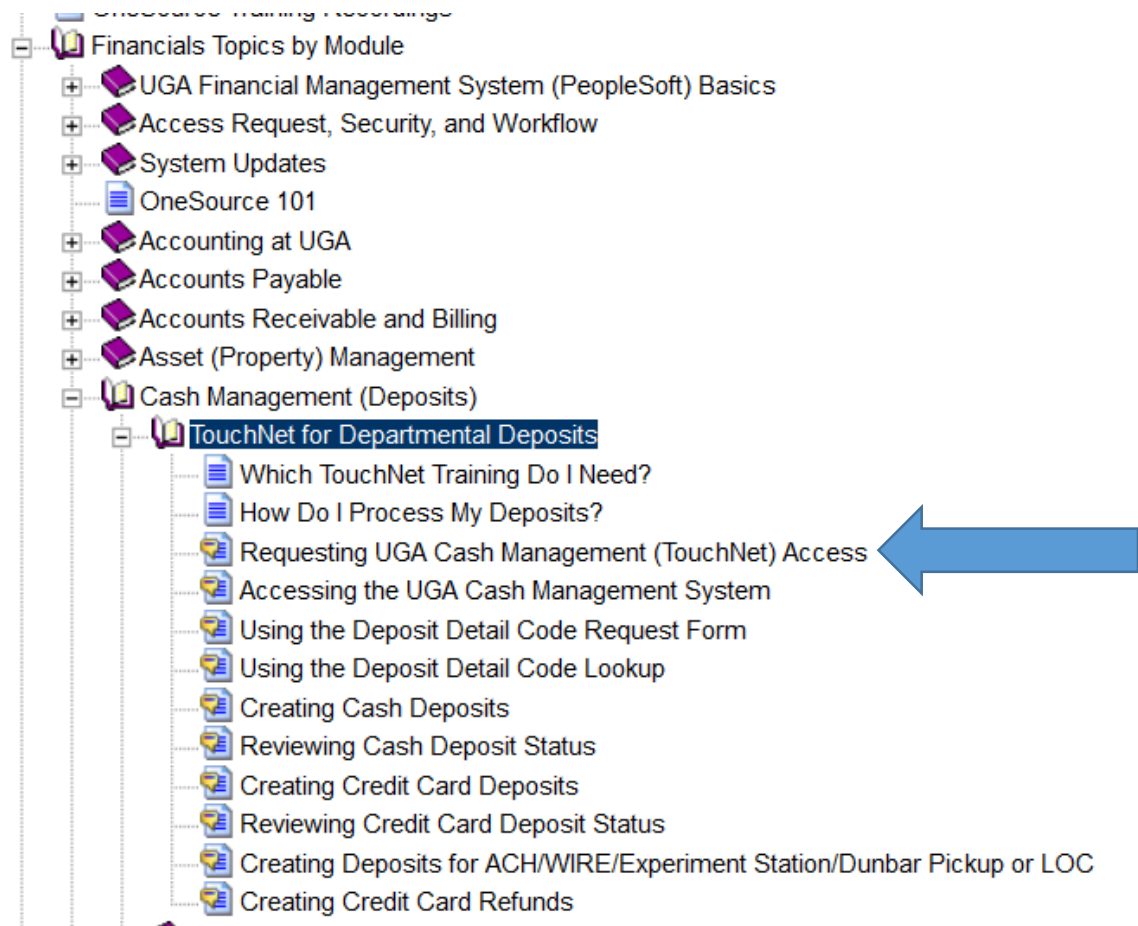 OneSource Training Recordings
Financials Topics by Module
UGA Financial Management System (PeopleSoft) Basics
Access Request, Security, and Workflow
System Updates
OneSource 101
Accounting at UGA
Accounts Payable
Accounts Receivable and Billing
Asset (Property) Management
Cash Management (Deposits)
TouchNet for Departmental Deposits
Which TouchNet Training Do I Need?
How Do I Process My Deposits?
Requesting UGA Cash Management (TouchNet) Access
Accessing the UGA Cash Management System
Using the Deposit Detail Code Request Form
Using the Deposit Detail Code Lookup
Creating Cash Deposits
Reviewing Cash Deposit Status
Creating Credit Card Deposits
Reviewing Credit Card Deposit Status
Creating Deposits for ACH/WIRE/Experiment Station/Dunbar Pickup or LOC
Creating Credit Card Refunds